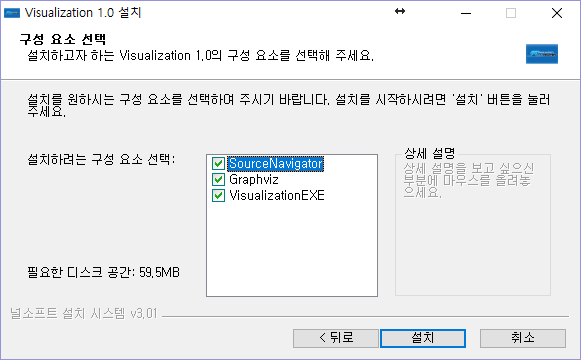 Visualization 1.0 설치
구성 요소 선택
설치하고자 하는 Visualization 1.0의 구성 요소를 선택해 주세요.
설치를 원하시는 구성 요소를 선택하여 주시기 바랍니다. 설치를 시작하시려면 '설치' 버튼을 눌러
주세요.
설치하려는 구성 요소 선택:
SourceNavigator
Graphviz
VisualizationEXE
상세 설명
상세 설명을 보고 싶으신
부분에 마우스를 올려놓
으세요.
필요한 디스크 공간: 59.5MB
널소프트 설치 시스템 v3.01
< 뒤로
설치
취소